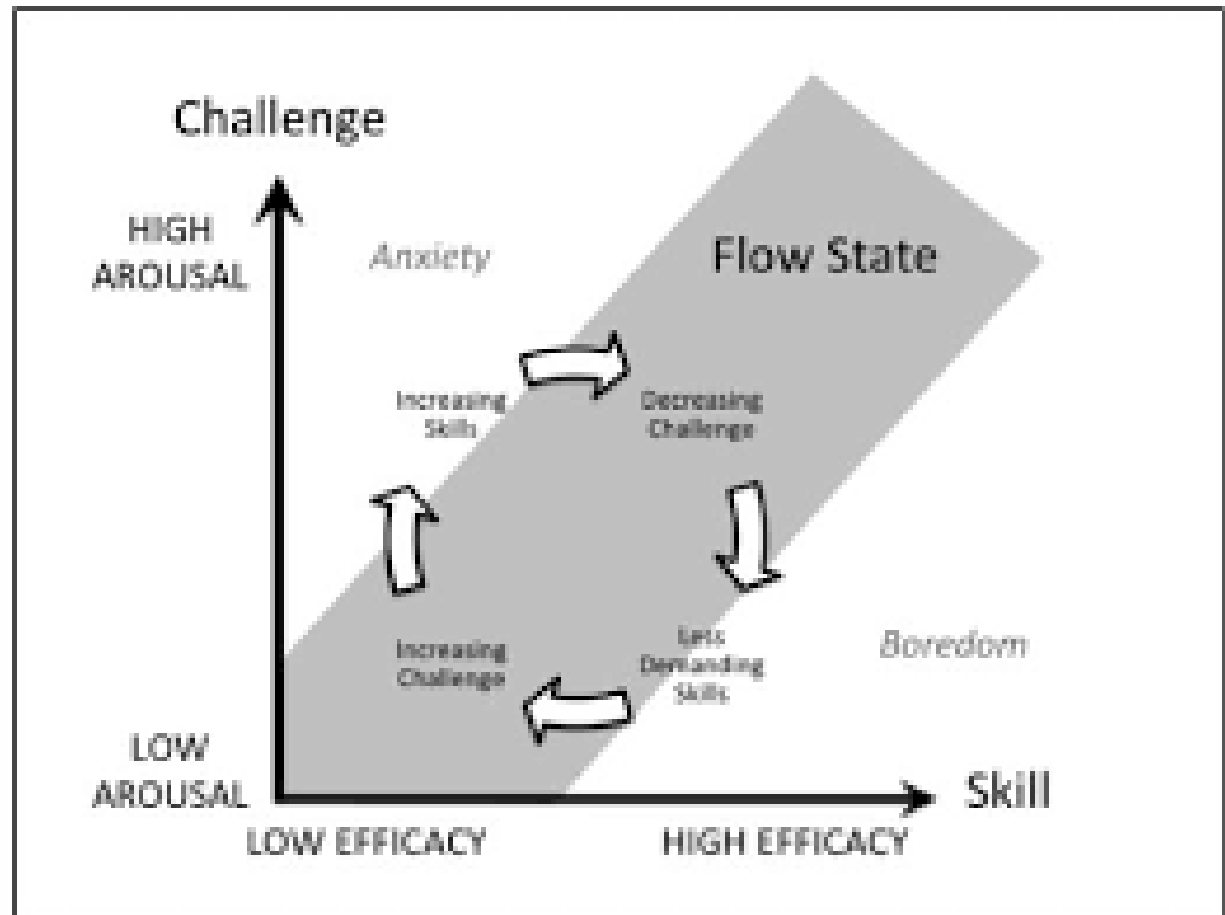 Challenge
HIGH
AROUSAL
Anxiety
Flow State
Increasing
Skills
Decreasing
Challenge
Increasing
Challenge
Less
Demanding
Skills
Boredom
LOW
AROUSAL
Skill
LOW EFFICACY
HIGH EFFICACY